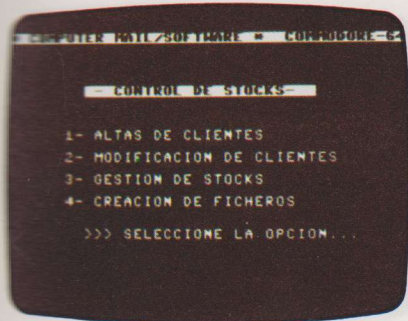 COMPUTER MAIL/SOFTWARE * COMMODORE-64
- CONTROL DE STOCKS-
1- ALTAS DE CLIENTES
2- MODIFICACION DE CLIENTES
3- GESTION DE STOCKS
4- CREACION DE FICHEROS
>>> SELECCIONE LA OPCION...